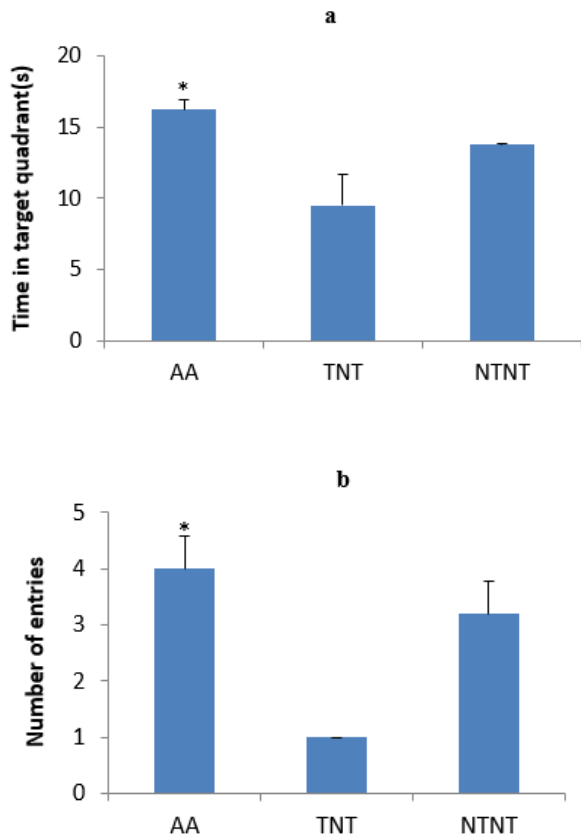 a
Time in target quadrant(s)
20
15
10
5
0
*
AA
TNT
NTNT
b
Number of entries
5
4
3
2
1
0
*
AA
TNT
NTNT